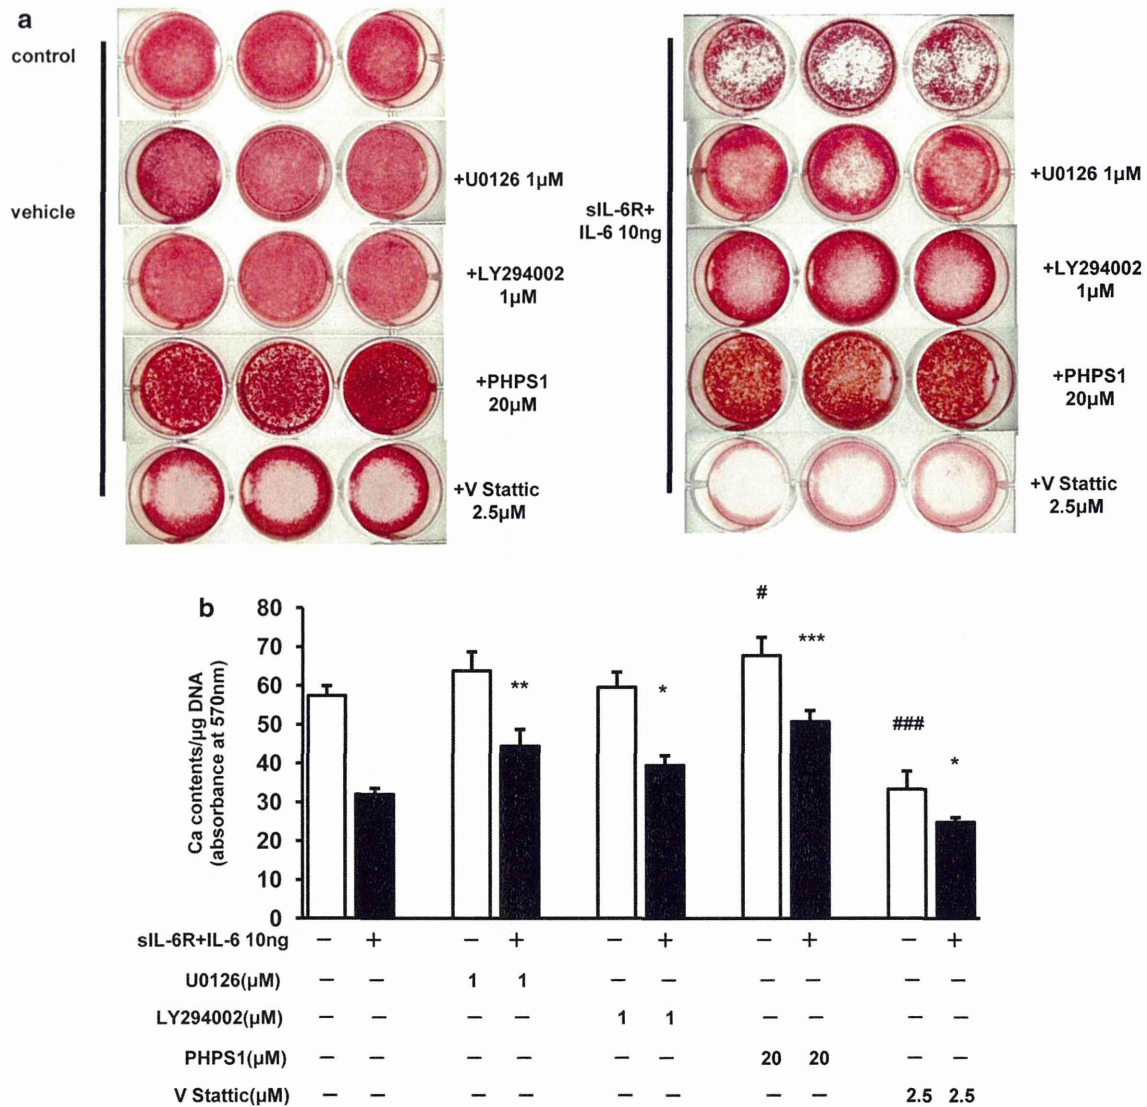 a
control
vehicle
+U0126 1µM
+LY294002
1µM
+PHPS1
20µM
+V Stattic
2.5µM
sIL-6R+
IL-6 10ng
+U0126 1µM
+LY294002
1µM
+PHPS1
20µM
+V Stattic
2.5µM
b
Ca contents/µg DNA
(absorbance at 570nm)
80
70
60
50
40
30
20
10
0
** * # *** ### *
sIL-6R+IL-6 10ng − + − + − + − + − +
U0126(µM) − − 1 1 − − − − − −
LY294002(µM) − − − − 1 1 − − − −
PHPS1(µM) − − − − − − 20 20 − −
V Stattic(µM) − − − − − − − − 2.5 2.5